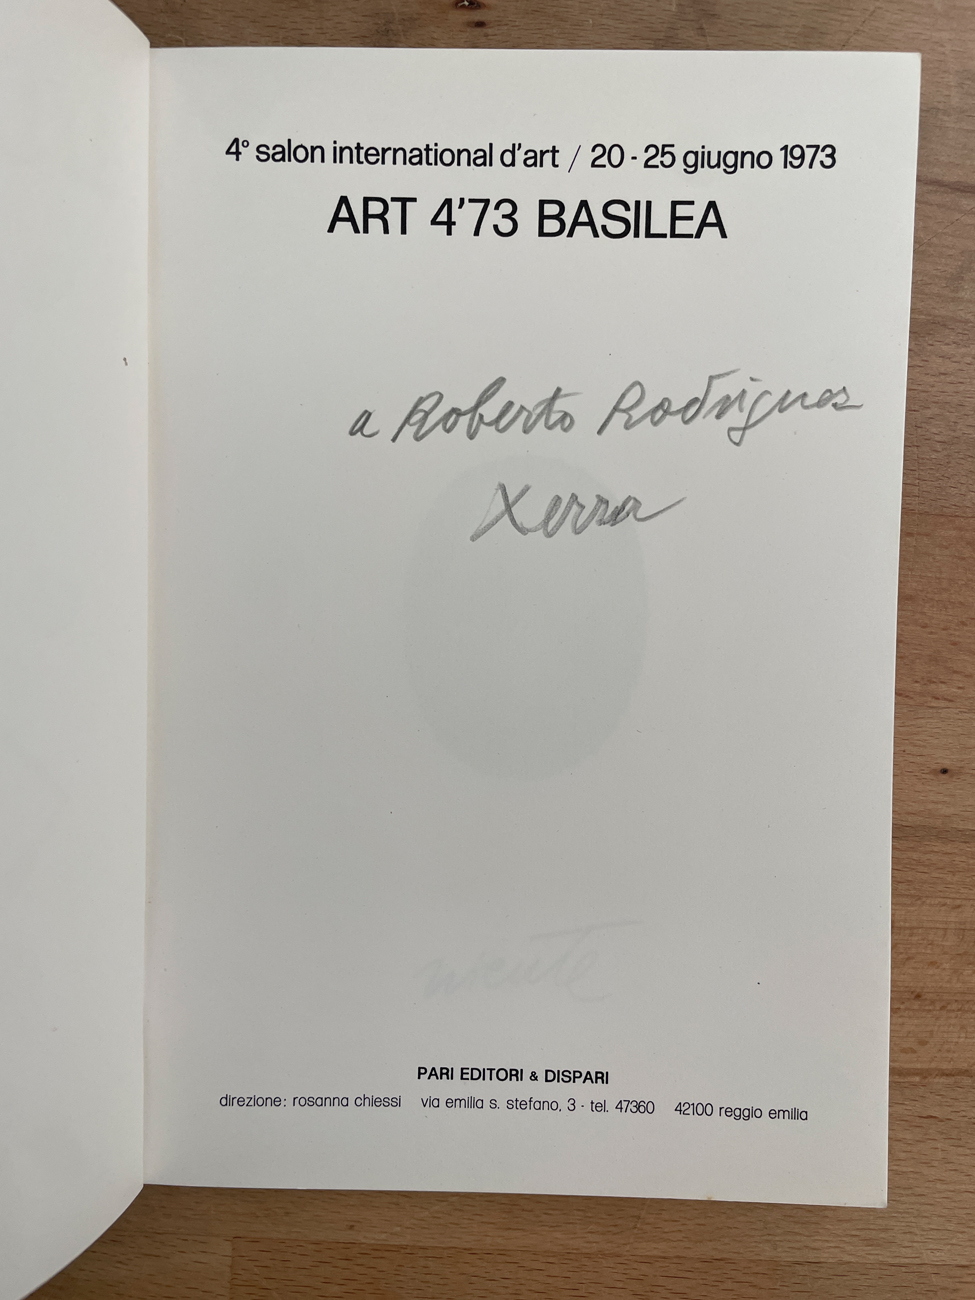 4° salon international d'art / 20 - 25 giugno 1973
ART 4'73 BASILEA
a Roberto Rodriguez
Xerra
niente
PARI EDITORI & DISPARI
direzione: rosanna chiessi via emilia s. stefano, 3 - tel. 47360 42100 reggio emilia